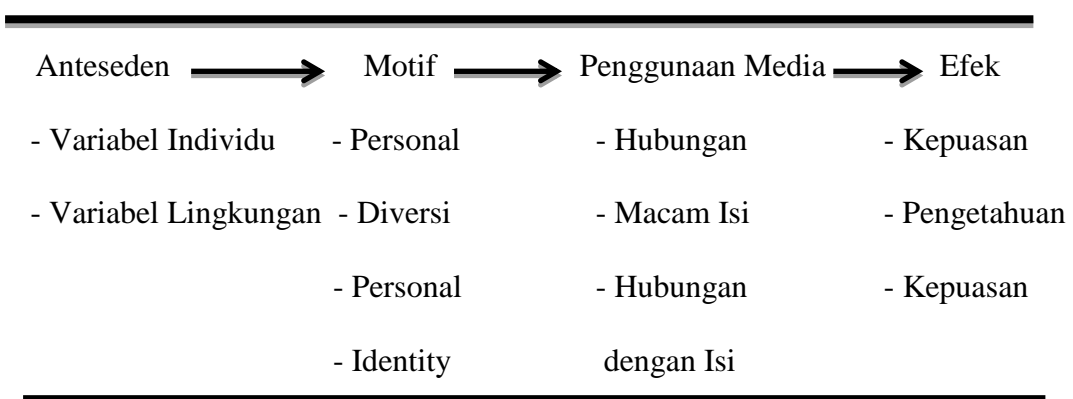 Anteseden Motif Penggunaan Media Efek
- Variabel Individu - Personal - Hubungan - Kepuasan
- Variabel Lingkungan - Diversi - Macam Isi - Pengetahuan
- Personal - Hubungan - Kepuasan
- Identity dengan Isi